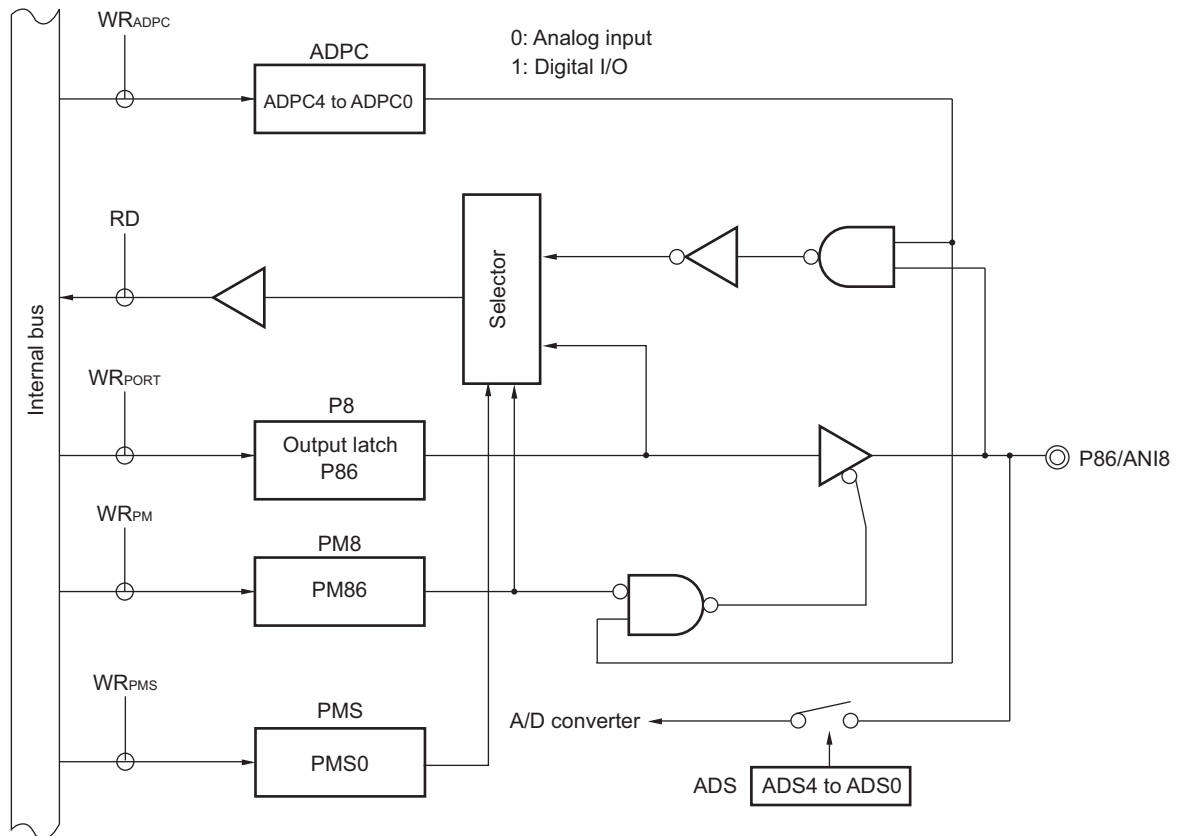 WRADPC
ADPC
0: Analog input
1: Digital I/O
ADPC4 to ADPC0
RD
Selector
Internal bus
WRPORT
P8
Output latch
P86
P86/ANI8
WRPM
PM8
PM86
WRPMS
PMS
PMS0
A/D converter
ADS
ADS4 to ADS0